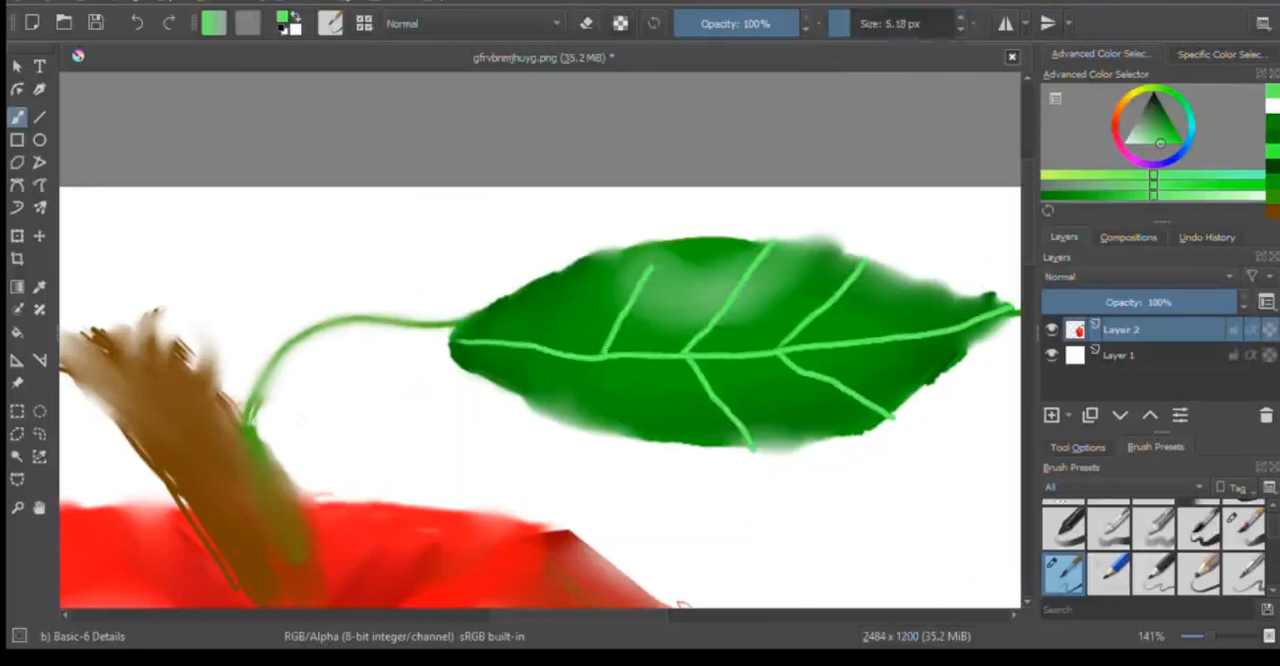 Normal
Opacity: 100%
Size: 5.18 px
gfrvbnmjhuyg.png (35.2 MiB) *
Advanced Color Selec...
Specific Color Selec...
Advanced Color Selector
Layers
Compositions
Undo History
Layers
Normal
Opacity: 100%
Layer 2
Layer 1
Tool Options
Brush Presets
Brush Presets
All
Tag
Search
b) Basic-6 Details
RGB/Alpha (8-bit integer/channel) sRGB built-in
2484 x 1200 (35.2 MiB)
141%